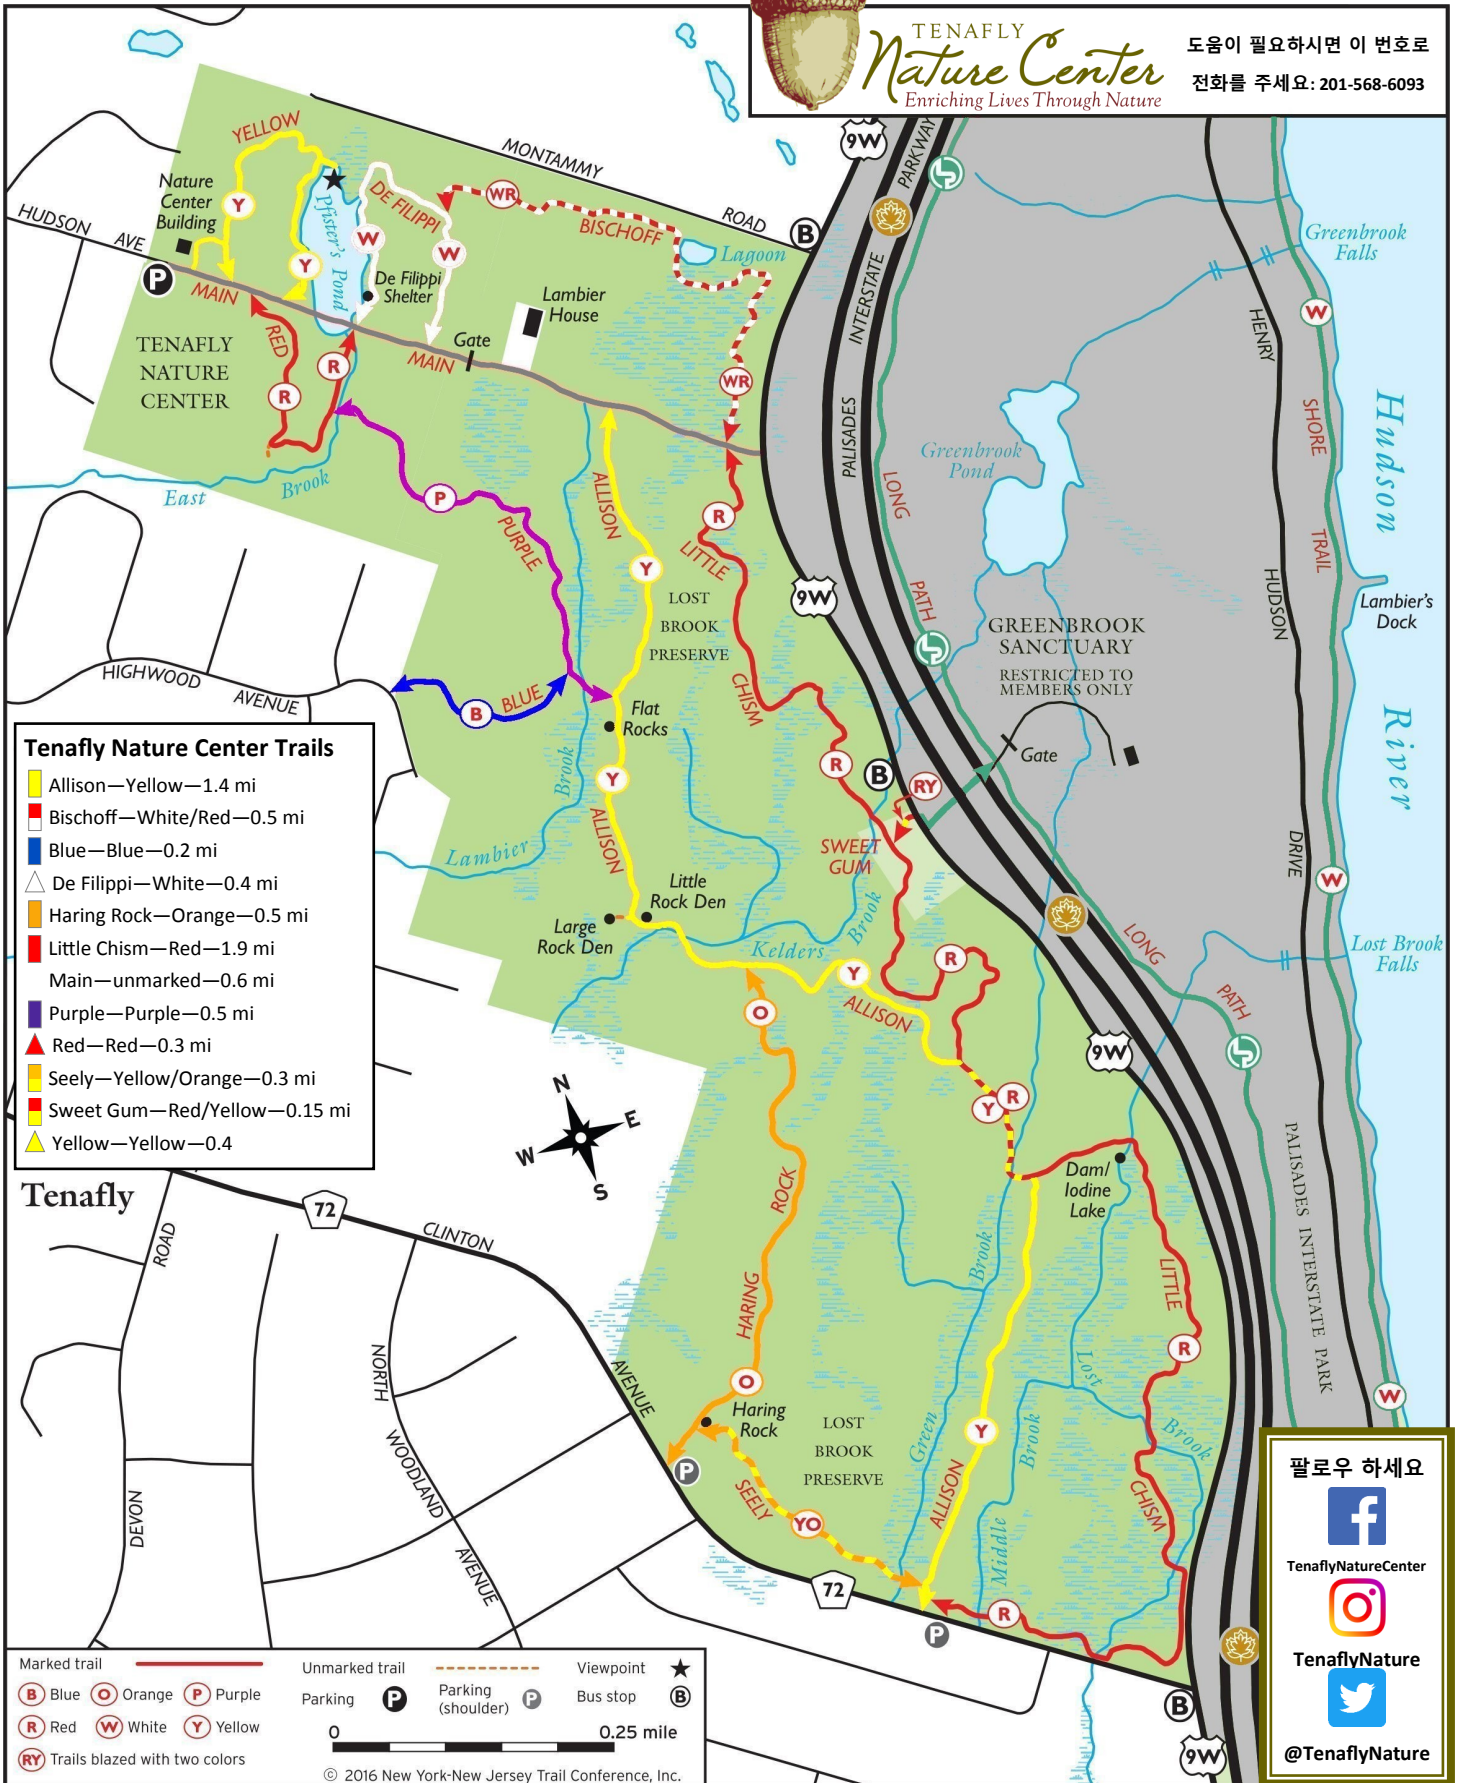 TENAFLY
Nature Center
Enriching Lives Through Nature
도움이 필요하시면 이 번호로
전화를 주세요: 201-568-6093
9W
PARKWAY
INTERSTATE
PALISADES
MONTAMMY
ROAD
B
YELLOW
Nature
Center
Building
Y
HUDSON
AVE
P
MAIN
Pfister's Pond
DE FILIPPI
W
W
Y
De Filippi
Shelter
WR
BISCHOFF
Lagoon
Lambier
House
Gate
MAIN
WR
RED
R
R
TENAFLY
NATURE
CENTER
East
Brook
P
PURPLE
ALLISON
Y
R
LITTLE
LOST
BROOK
PRESERVE
CHISM
9W
Greenbrook
Falls
W
HENRY
SHORE
Hudson
Greenbrook
Pond
LONG
TRAIL
PATH
HUDSON
Lambier's
Dock
GREENBROOK
SANCTUARY
RESTRICTED TO
MEMBERS ONLY
River
HIGHWOOD
AVENUE
B
BLUE
Flat
Rocks
Gate
R
B
RY
Y
Brook
ALLISON
SWEET
GUM
Lambier
Little
Rock Den
Large
Rock Den
Kelders
Brook
DRIVE
W
LONG
Lost Brook
Falls
PATH
R
Y
O
ALLISON
9W
Tenafly Nature Center Trails
Allison—Yellow—1.4 mi
Bischoff—White/Red—0.5 mi
Blue—Blue—0.2 mi
De Filippi—White—0.4 mi
Haring Rock—Orange—0.5 mi
Little Chism—Red—1.9 mi
Main—unmarked—0.6 mi
Purple—Purple—0.5 mi
Red—Red—0.3 mi
Seely—Yellow/Orange—0.3 mi
Sweet Gum—Red/Yellow—0.15 mi
Yellow—Yellow—0.4
N
E
W
S
R
Y
Dam/
Iodine
Lake
ROCK
HARING
Brook
LITTLE
PALISADES INTERSTATE PARK
Tenafly
72
CLINTON
ROAD
NORTH
AVENUE
O
Haring
Rock
P
LOST
BROOK
PRESERVE
Green
Y
Lost
Brook
Brook
R
W
DEVON
WOODLAND
AVENUE
SEELY
YO
ALLISON
Middle
CHISM
72
R
P
B
9W
팔로우 하세요
TenaflyNatureCenter
TenaflyNature
@TenaflyNature
Marked trail
Unmarked trail
Viewpoint
B Blue
O Orange
P Purple
Parking P
Parking
(shoulder) P
Bus stop B
R Red
W White
Y Yellow
0
0.25 mile
RY Trails blazed with two colors
© 2016 New York-New Jersey Trail Conference, Inc.